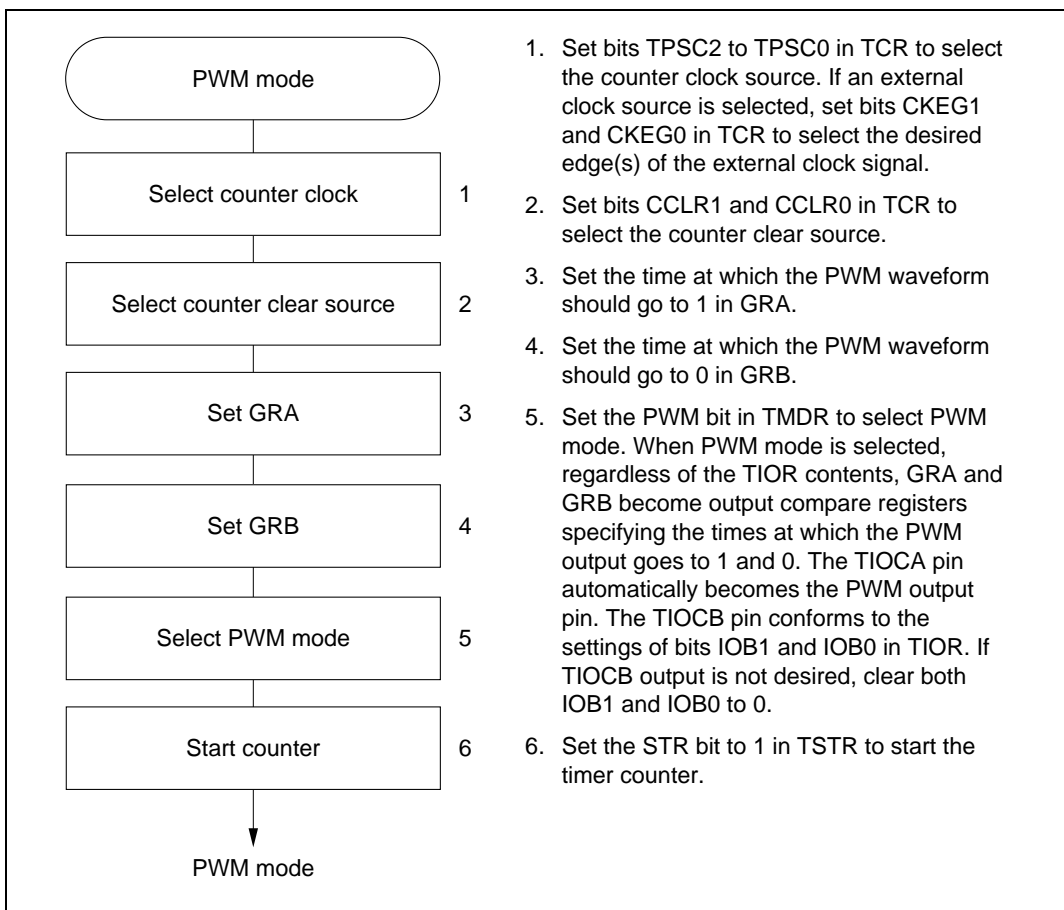 PWM mode
Select counter clock 1
Select counter clear source 2
Set GRA 3
Set GRB 4
Select PWM mode 5
Start counter 6
PWM mode
1. Set bits TPSC2 to TPSC0 in TCR to select
the counter clock source. If an external
clock source is selected, set bits CKEG1
and CKEG0 in TCR to select the desired
edge(s) of the external clock signal.
2. Set bits CCLR1 and CCLR0 in TCR to
select the counter clear source.
3. Set the time at which the PWM waveform
should go to 1 in GRA.
4. Set the time at which the PWM waveform
should go to 0 in GRB.
5. Set the PWM bit in TMDR to select PWM
mode. When PWM mode is selected,
regardless of the TIOR contents, GRA and
GRB become output compare registers
specifying the times at which the PWM
output goes to 1 and 0. The TIOCA pin
automatically becomes the PWM output
pin. The TIOCB pin conforms to the
settings of bits IOB1 and IOB0 in TIOR. If
TIOCB output is not desired, clear both
IOB1 and IOB0 to 0.
6. Set the STR bit to 1 in TSTR to start the
timer counter.